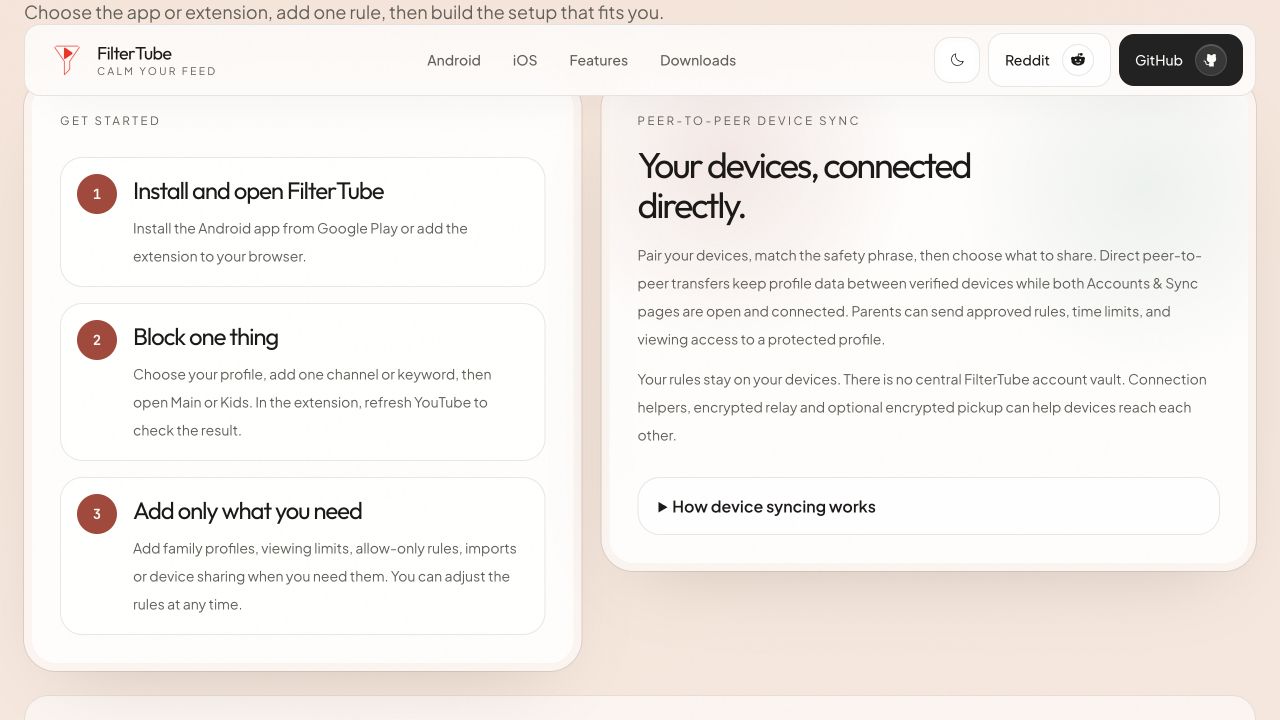 Choose the app or extension, add one rule, then build the setup that fits you.
FilterTube
CALM YOUR FEED
Android
iOS
Features
Downloads
Reddit
GitHub
GET STARTED
1
Install and open FilterTube
Install the Android app from Google Play or add the
extension to your browser.
2
Block one thing
Choose your profile, add one channel or keyword, then
open Main or Kids. In the extension, refresh YouTube to
check the result.
3
Add only what you need
Add family profiles, viewing limits, allow-only rules, imports
or device sharing when you need them. You can adjust the
rules at any time.
PEER-TO-PEER DEVICE SYNC
Your devices, connected
directly.
Pair your devices, match the safety phrase, then choose what to share. Direct peer-to-
peer transfers keep profile data between verified devices while both Accounts & Sync
pages are open and connected. Parents can send approved rules, time limits, and
viewing access to a protected profile.
Your rules stay on your devices. There is no central FilterTube account vault. Connection
helpers, encrypted relay and optional encrypted pickup can help devices reach each
other.
How device syncing works